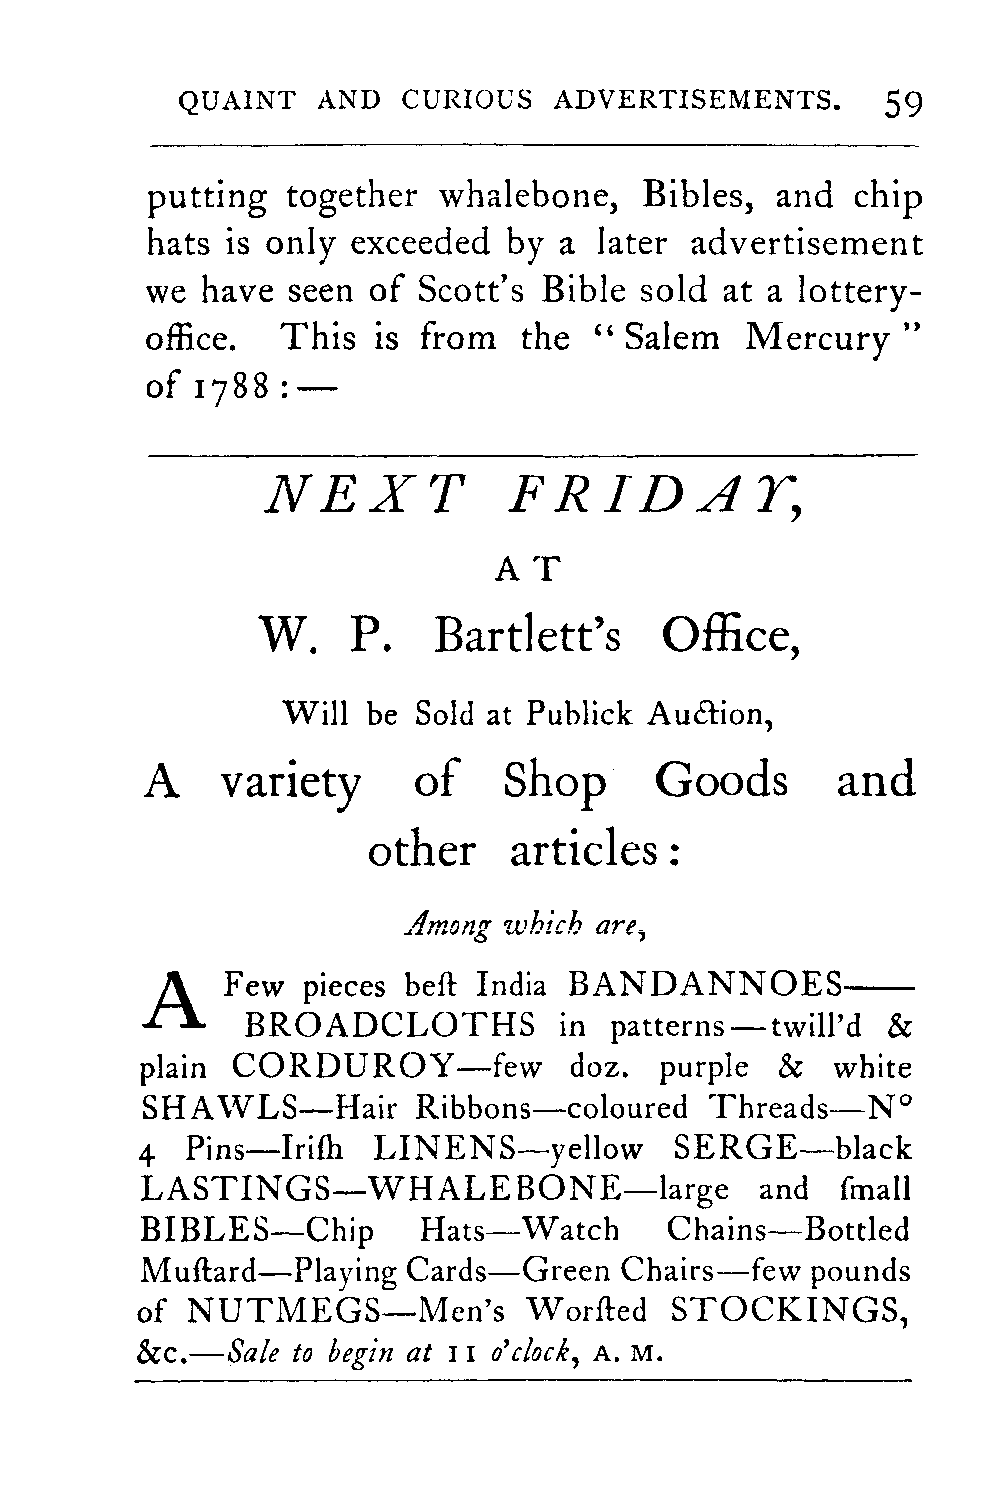 QUAINT AND CURIOUS ADVERTISEMENTS. 59
putting together whalebone, Bibles, and chip
hats is only exceeded by a later advertisement
we have seen of Scott's Bible sold at a lottery-
office. This is from the "Salem Mercury"
of 1788:—
NEXT FRIDAY,
AT
W. P. Bartlett's Office,
Will be Sold at Publick Auction,
A variety of Shop Goods and
other articles:
Among which are,
A Few pieces beſt India BANDANNOES——
BROADCLOTHS in patterns—twill'd &
plain CORDUROY—few doz. purple & white
SHAWLS—Hair Ribbons—coloured Threads—Nº
4 Pins—Iriſh LINENS—yellow SERGE—black
LASTINGS—WHALEBONE—large and ſmall
BIBLES—Chip Hats—Watch Chains—Bottled
Muſtard—Playing Cards—Green Chairs—few pounds
of NUTMEGS—Men's Worſted STOCKINGS,
&c.—Sale to begin at 11 o'clock, A. M.